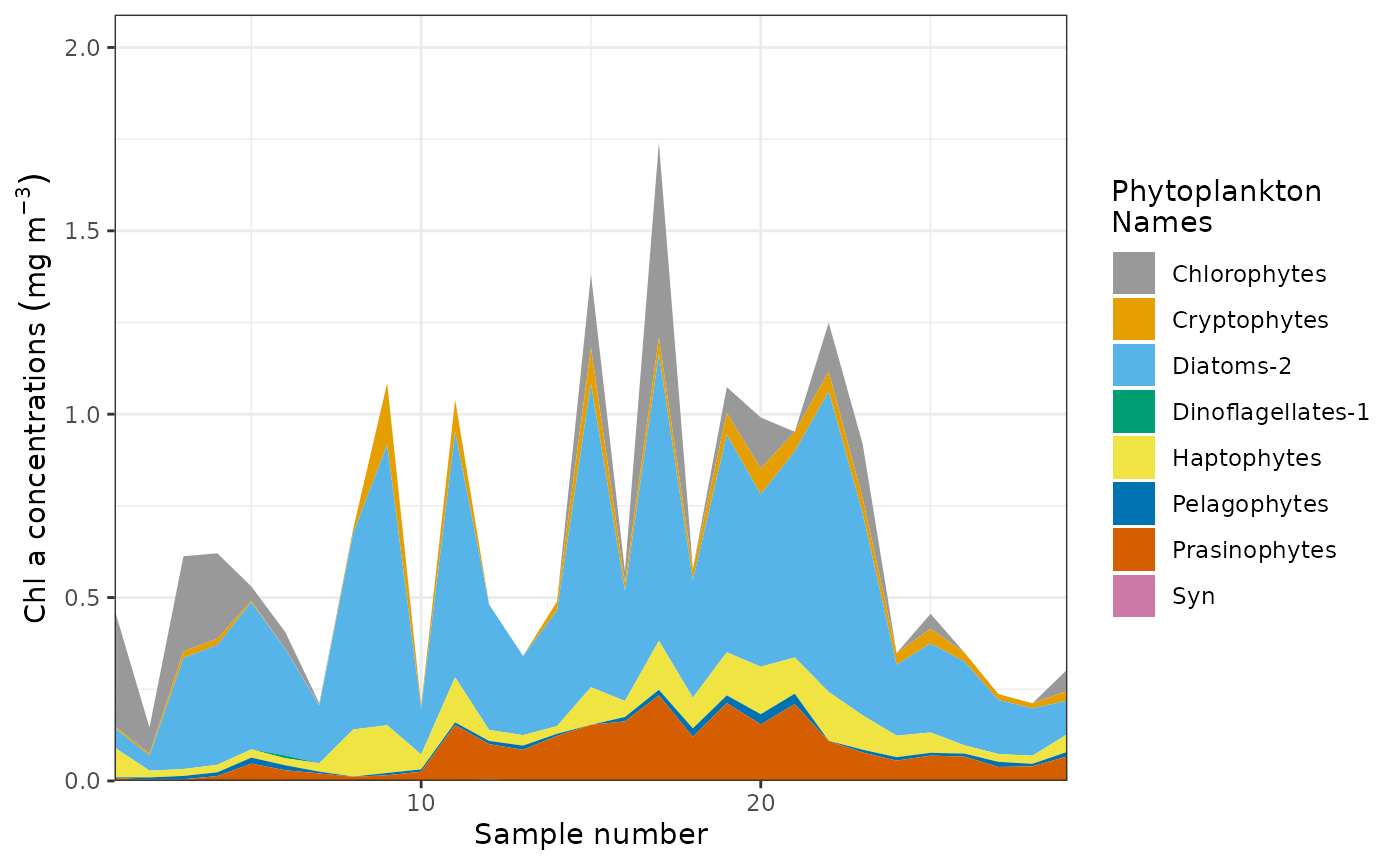 2.0
1.5
1.0
0.5
0.0
10
20
Sample number
Chl a concentrations (mg m⁻³)
Phytoplankton
Names
Chlorophytes
Cryptophytes
Diatoms-2
Dinoflagellates-1
Haptophytes
Pelagophytes
Prasinophytes
Syn